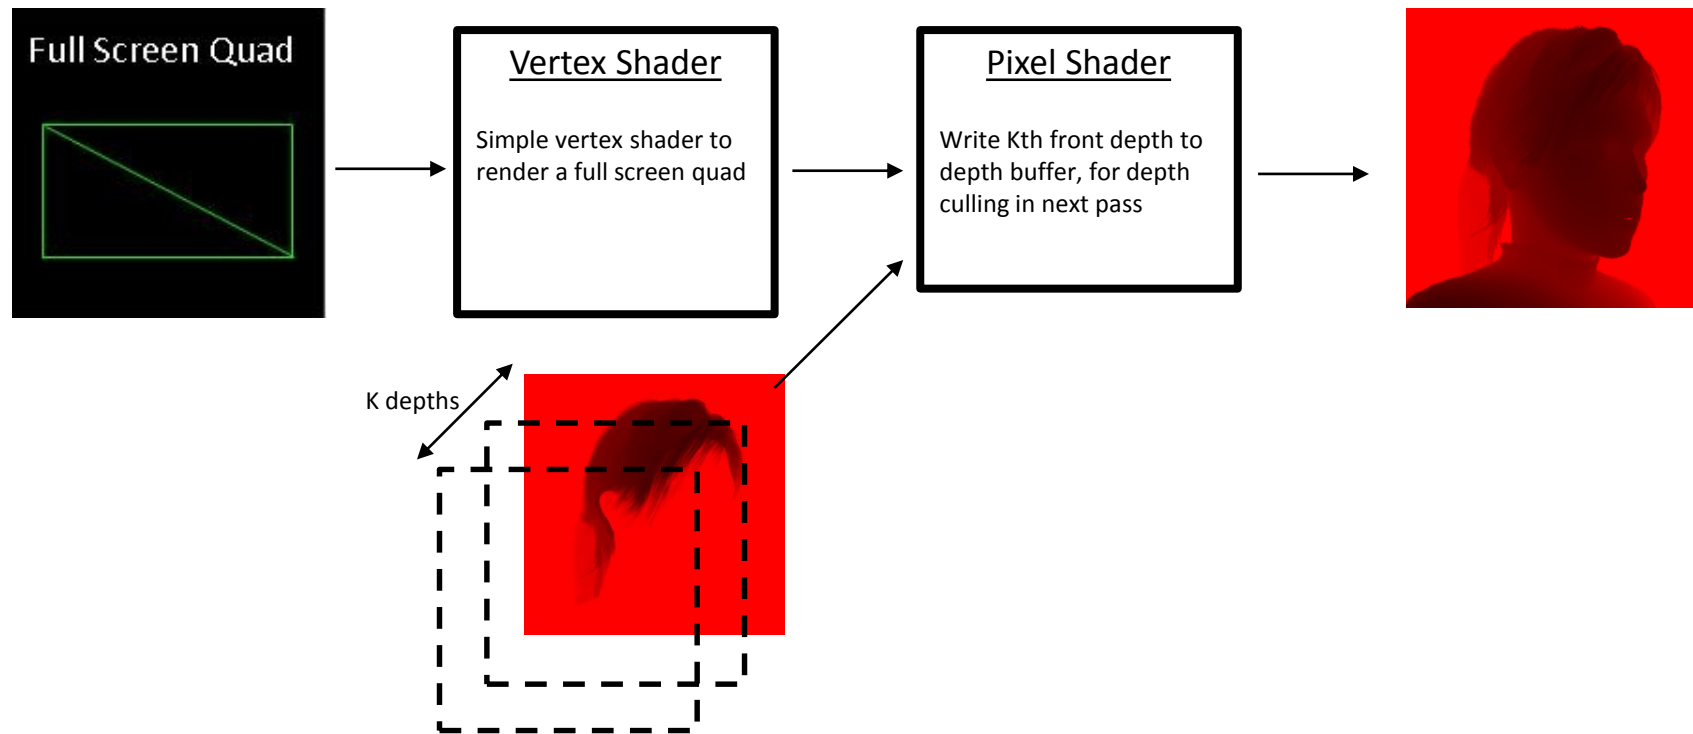 Full Screen Quad
Vertex Shader
Simple vertex shader to
render a full screen quad
Pixel Shader
Write Kth front depth to
depth buffer, for depth
culling in next pass
K depths